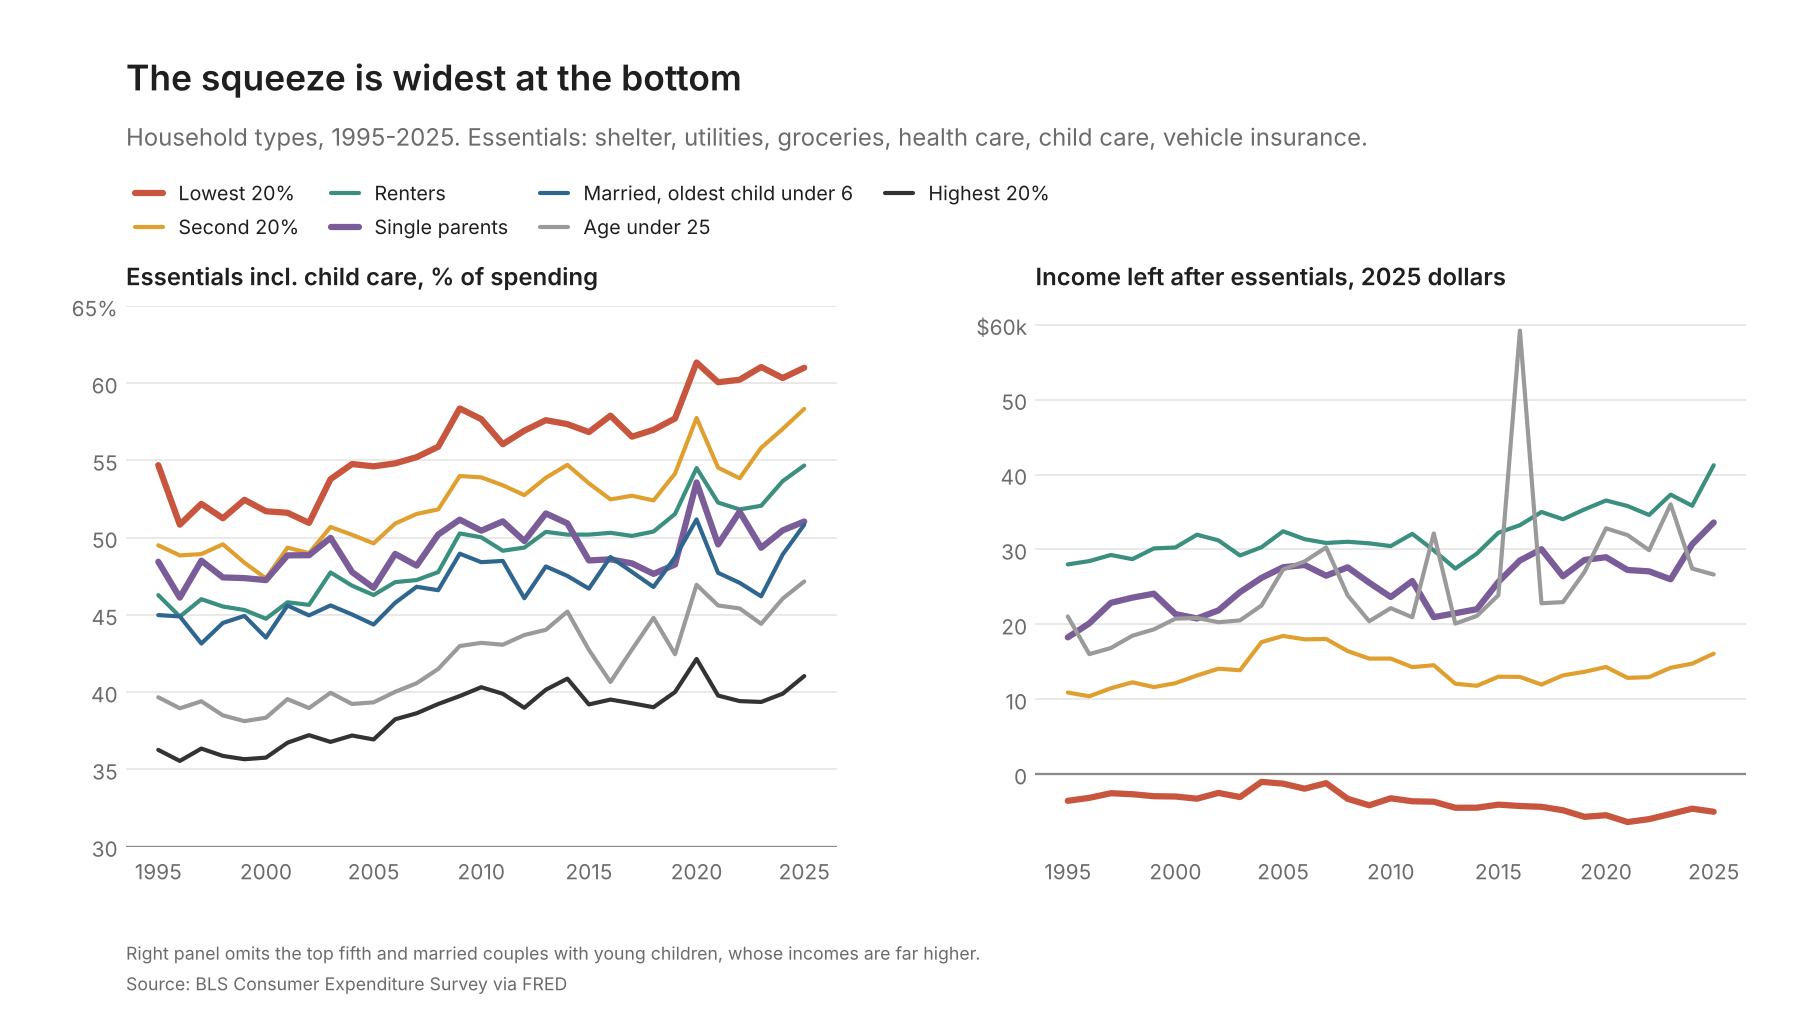 The squeeze is widest at the bottom
Household types, 1995-2025. Essentials: shelter, utilities, groceries, health care, child care, vehicle insurance.
Lowest 20% Renters Married, oldest child under 6 Highest 20%
Second 20% Single parents Age under 25
Essentials incl. child care, % of spending
65%
60
55
50
45
40
35
30
1995 2000 2005 2010 2015 2020 2025
Income left after essentials, 2025 dollars
$60k
50
40
30
20
10
0
1995 2000 2005 2010 2015 2020 2025
Right panel omits the top fifth and married couples with young children, whose incomes are far higher.
Source: BLS Consumer Expenditure Survey via FRED